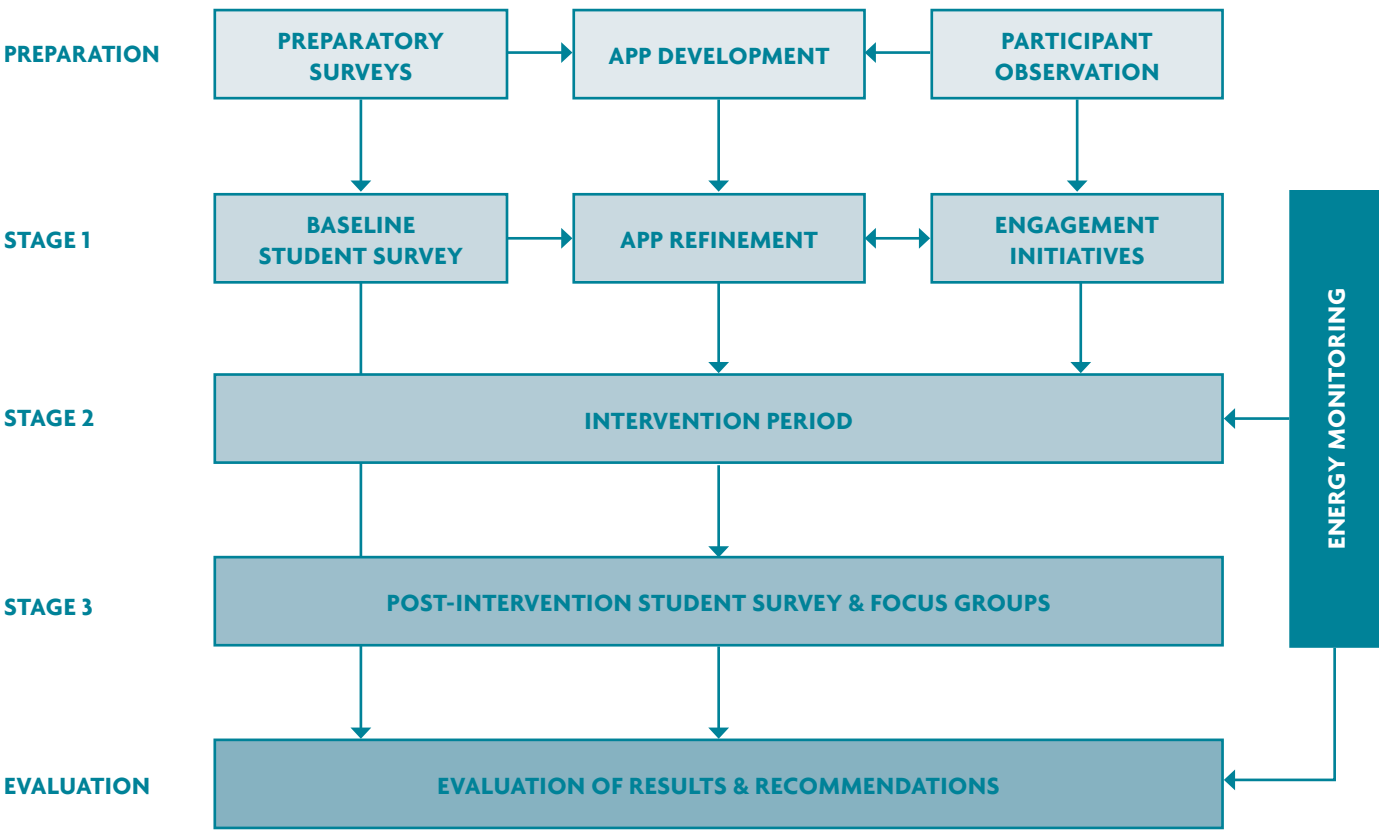 PREPARATION
PREPARATORY
SURVEYS
APP DEVELOPMENT
PARTICIPANT
OBSERVATION
STAGE 1
BASELINE
STUDENT SURVEY
APP REFINEMENT
ENGAGEMENT
INITIATIVES
ENERGY MONITORING
STAGE 2
INTERVENTION PERIOD
STAGE 3
POST-INTERVENTION STUDENT SURVEY & FOCUS GROUPS
EVALUATION
EVALUATION OF RESULTS & RECOMMENDATIONS